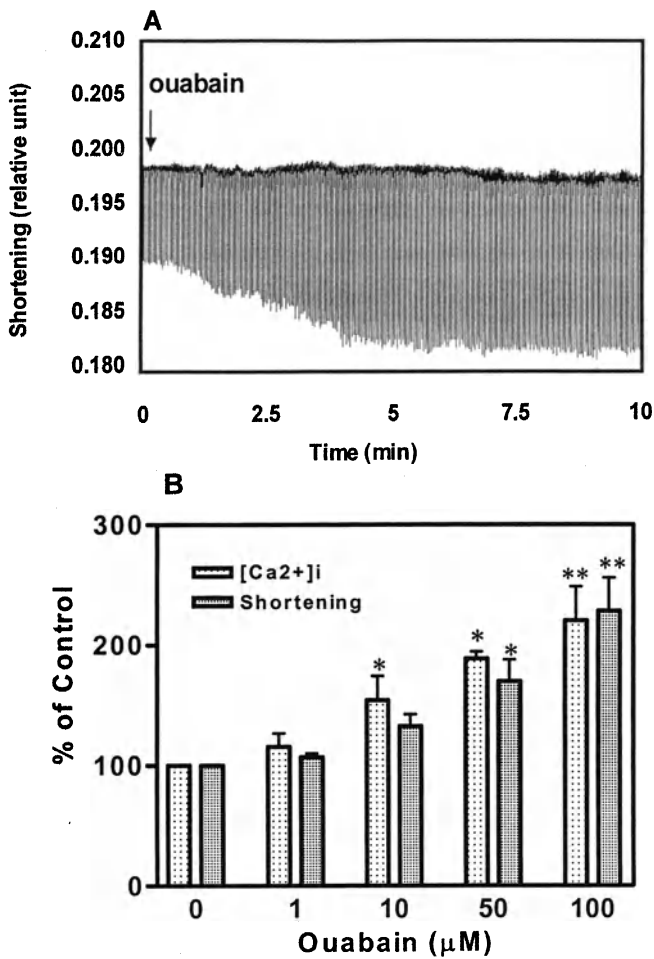 A
0.210
0.205
0.200
0.195
0.190
0.185
0.180
Shortening (relative unit)
ouabain
0 2.5 5 7.5 10
Time (min)
B
300
200
100
0
% of Control
[Ca2+]i
Shortening
* * * ** **
0 1 10 50 100
Ouabain (μM)